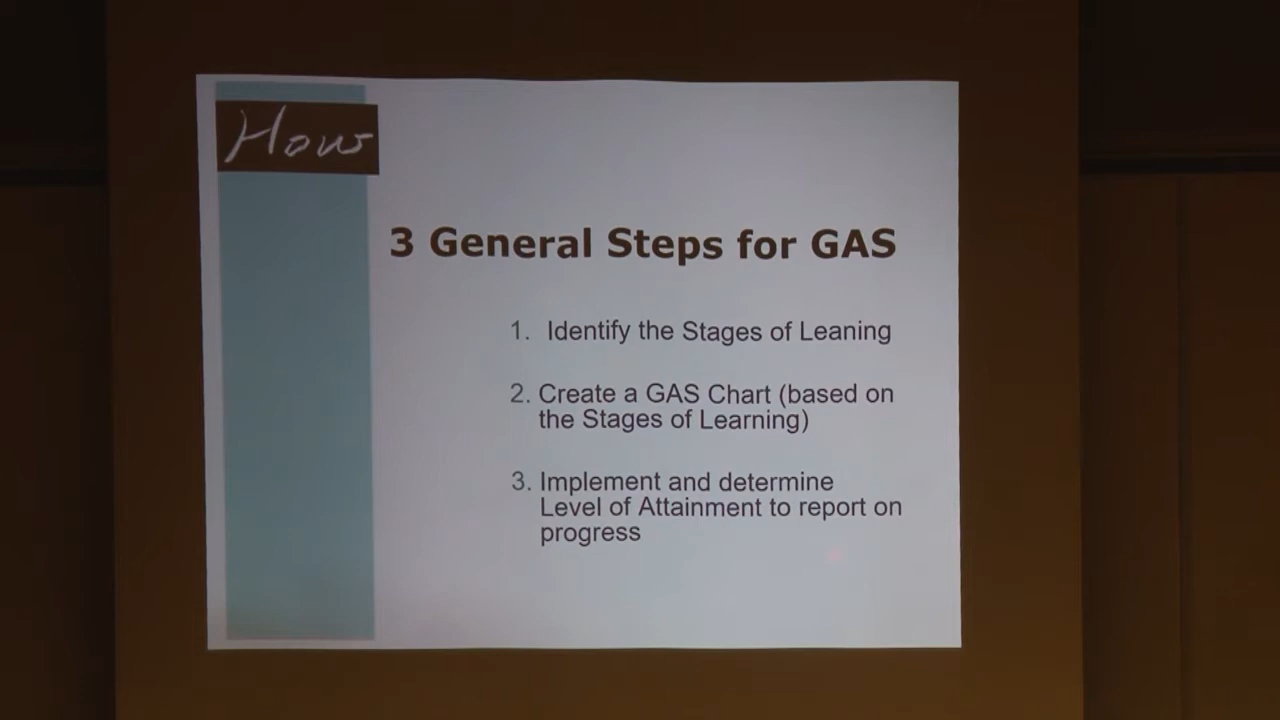 How
3 General Steps for GAS
1. Identify the Stages of Leaning
2. Create a GAS Chart (based on
the Stages of Learning)
3. Implement and determine
Level of Attainment to report on
progress